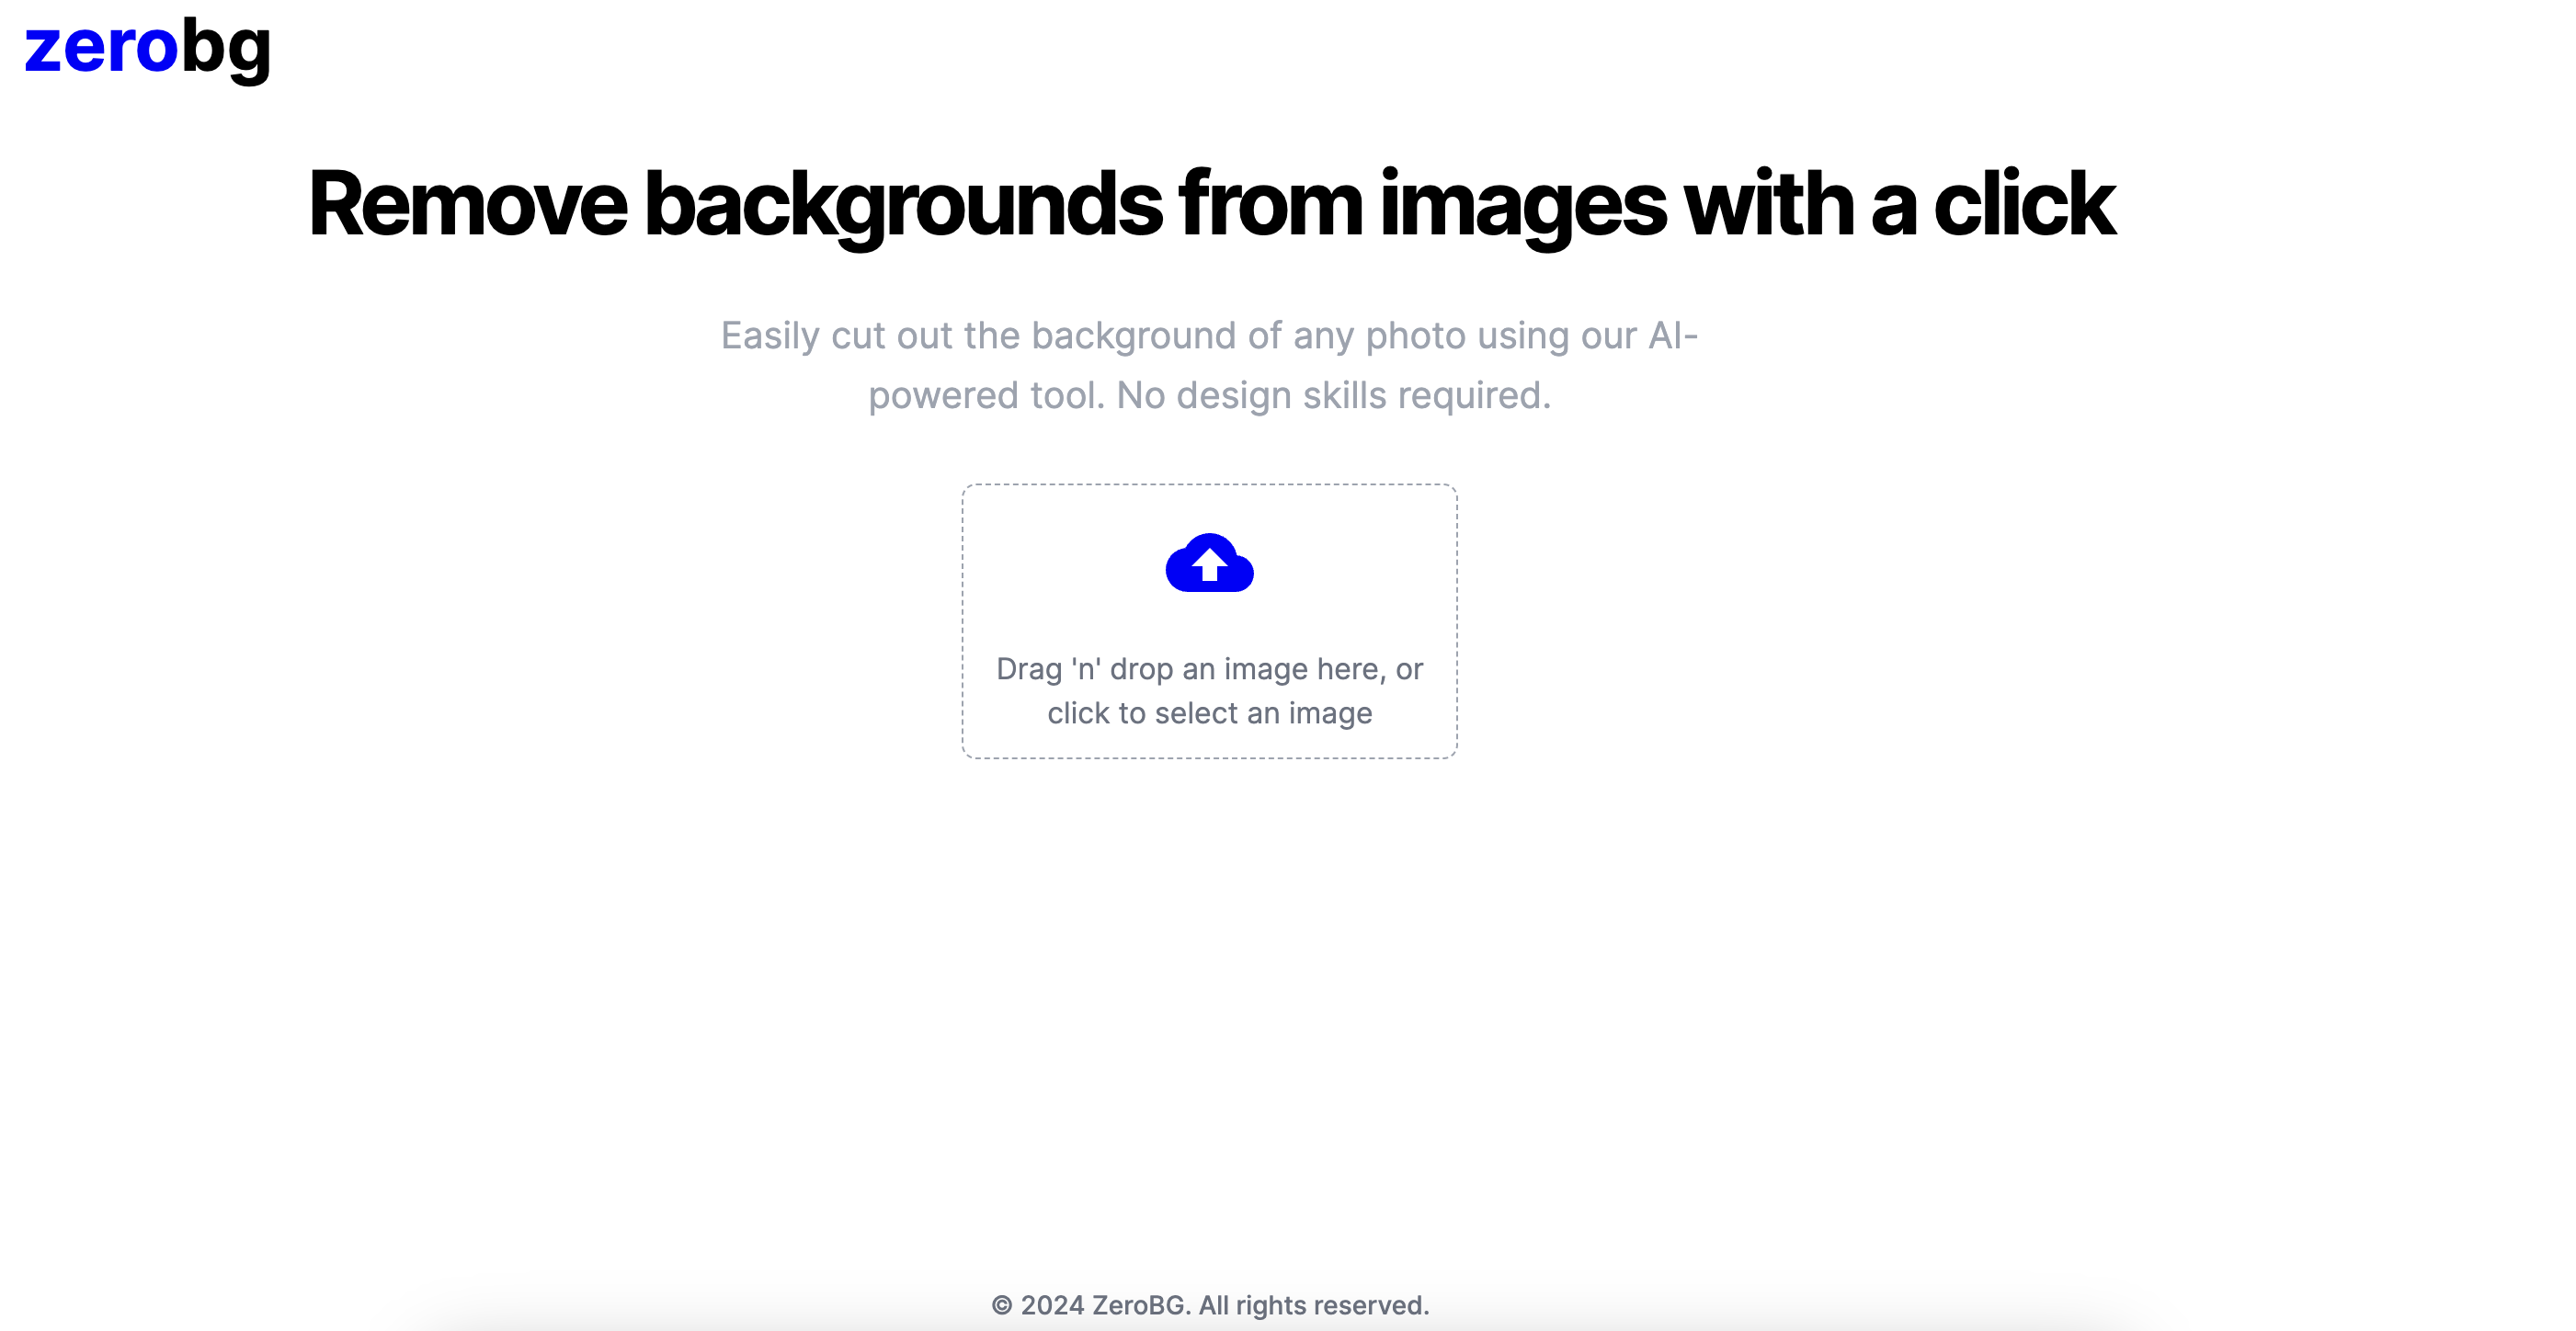 zerobg
Remove backgrounds from images with a click
Easily cut out the background of any photo using our AI-
powered tool. No design skills required.
Drag 'n' drop an image here, or
click to select an image
© 2024 ZeroBG. All rights reserved.